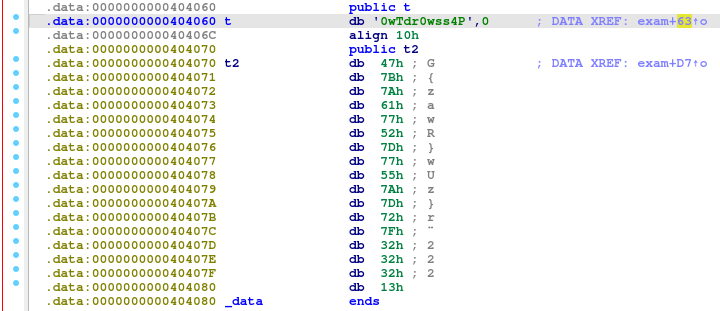 .data:0000000000404060 public t
.data:0000000000404060 t db '0wTdr0wss4P',0 ; DATA XREF: exam+63↑o
.data:000000000040406C align 10h
.data:0000000000404070 public t2
.data:0000000000404070 t2 db 47h ; G ; DATA XREF: exam+D7↑o
.data:0000000000404071 db 7Bh ; {
.data:0000000000404072 db 7Ah ; z
.data:0000000000404073 db 61h ; a
.data:0000000000404074 db 77h ; w
.data:0000000000404075 db 52h ; R
.data:0000000000404076 db 7Dh ; }
.data:0000000000404077 db 77h ; w
.data:0000000000404078 db 55h ; U
.data:0000000000404079 db 7Ah ; z
.data:000000000040407A db 7Dh ; }
.data:000000000040407B db 72h ; r
.data:000000000040407C db 7Fh ; ¨
.data:000000000040407D db 32h ; 2
.data:000000000040407E db 32h ; 2
.data:000000000040407F db 32h ; 2
.data:0000000000404080 db 13h
.data:0000000000404080 _data ends